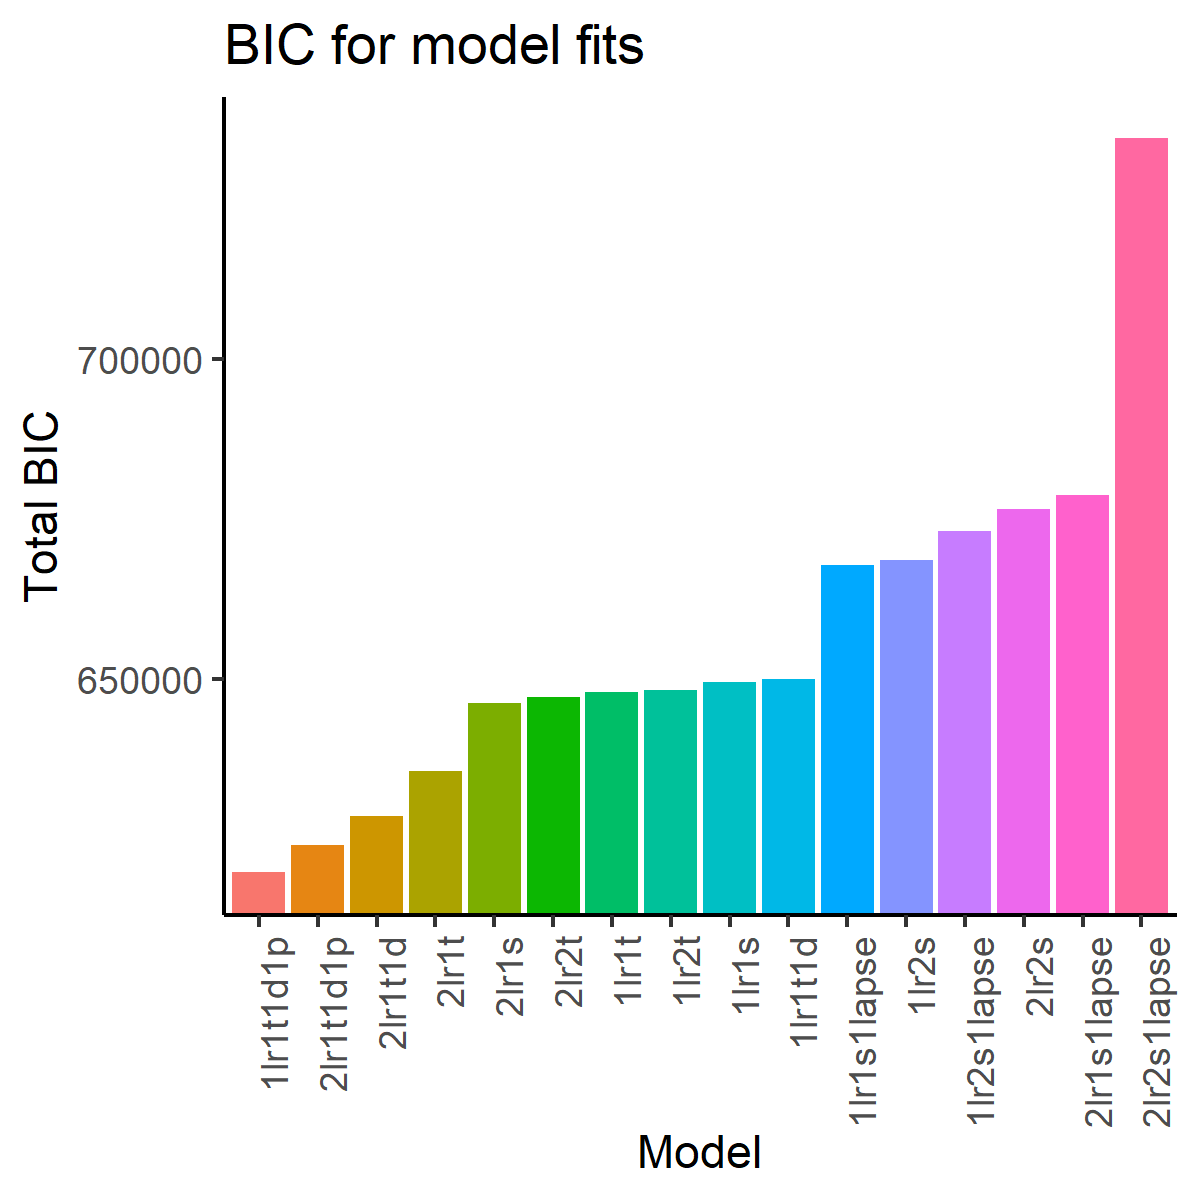 BIC for model fits
Total BIC
700000
650000
1lr1t1d1p
2lr1t1d1p
2lr1t1d
2lr1t
2lr1s
2lr2t
1lr1t
1lr2t
1lr1s
1lr1t1d
1lr1s1lapse
1lr2s
1lr2s1lapse
2lr2s
2lr1s1lapse
2lr2s1lapse
Model